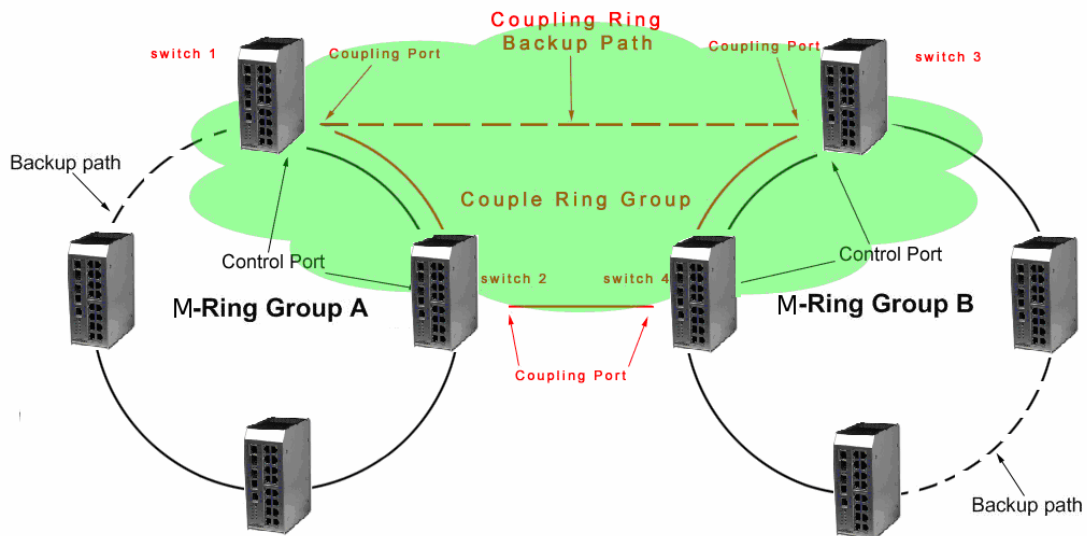 Coupling Ring
Backup Path
switch 1
Coupling Port
Coupling Port
switch 3
Backup path
Couple Ring Group
Control Port
Control Port
switch 2
switch 4
M-Ring Group A
M-Ring Group B
Coupling Port
Backup path